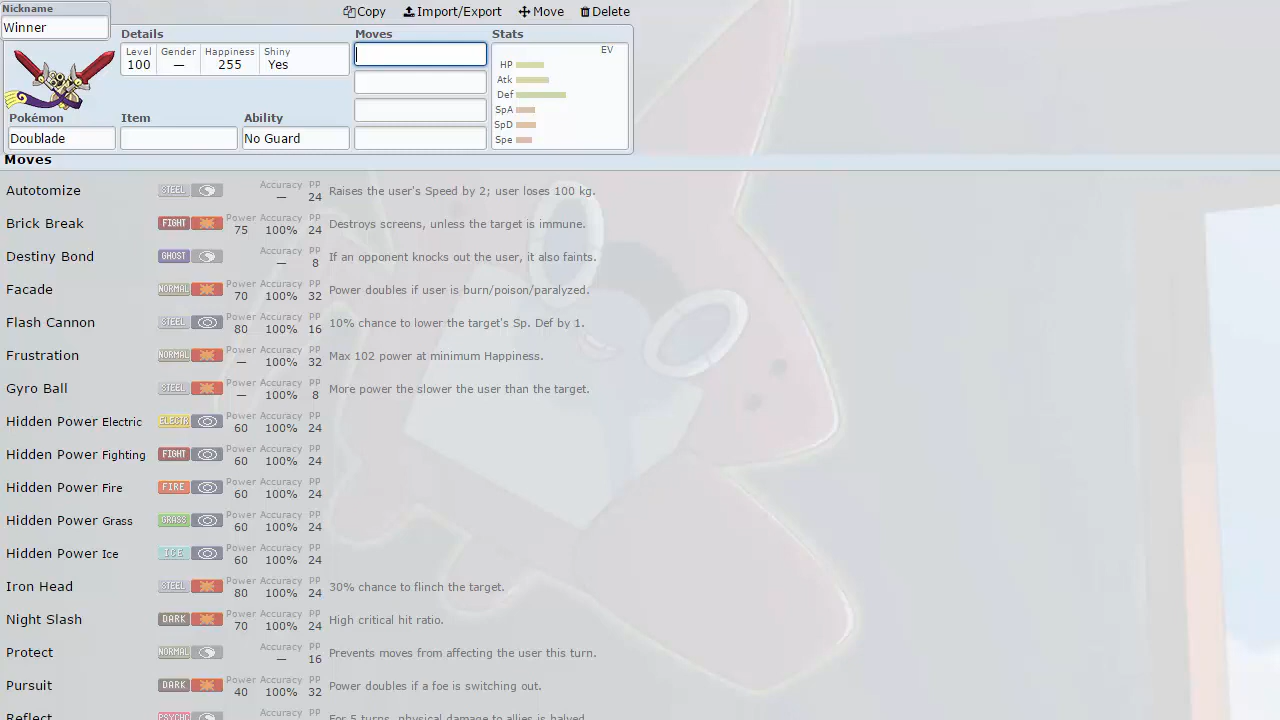 Nickname
Winner
Copy Import/Export Move Delete
Details
Moves
Stats
Level Gender Happiness Shiny
100 — 255 Yes
EV
HP
Atk
Def
SpA
SpD
Spe
Pokémon Item Ability
Doublade No Guard
Moves
Autotomize STEEL Accuracy — PP 24 Raises the user's Speed by 2; user loses 100 kg.
Brick Break FIGHT Power 75 Accuracy 100% PP 24 Destroys screens, unless the target is immune.
Destiny Bond GHOST Accuracy — PP 8 If an opponent knocks out the user, it also faints.
Facade NORMAL Power 70 Accuracy 100% PP 32 Power doubles if user is burn/poison/paralyzed.
Flash Cannon STEEL Power 80 Accuracy 100% PP 16 10% chance to lower the target's Sp. Def by 1.
Frustration NORMAL Power — Accuracy 100% PP 32 Max 102 power at minimum Happiness.
Gyro Ball STEEL Power — Accuracy 100% PP 8 More power the slower the user than the target.
Hidden Power Electric ELECTR Power 60 Accuracy 100% PP 24
Hidden Power Fighting FIGHT Power 60 Accuracy 100% PP 24
Hidden Power Fire FIRE Power 60 Accuracy 100% PP 24
Hidden Power Grass GRASS Power 60 Accuracy 100% PP 24
Hidden Power Ice ICE Power 60 Accuracy 100% PP 24
Iron Head STEEL Power 80 Accuracy 100% PP 24 30% chance to flinch the target.
Night Slash DARK Power 70 Accuracy 100% PP 24 High critical hit ratio.
Protect NORMAL Accuracy — PP 16 Prevents moves from affecting the user this turn.
Pursuit DARK Power 40 Accuracy 100% PP 32 Power doubles if a foe is switching out.
Reflect PSYCHC Accuracy PP For 5 turns, physical damage to allies is halved.